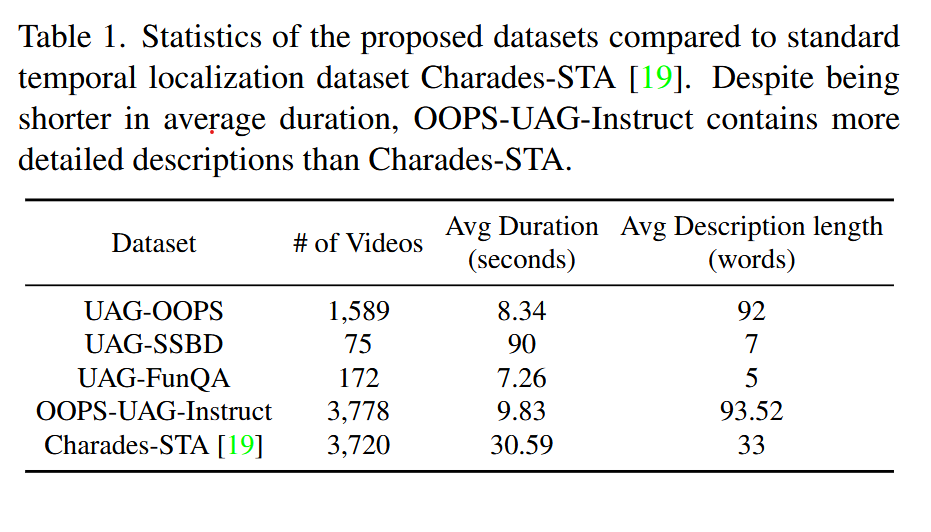 Table 1. Statistics of the proposed datasets compared to standard
temporal localization dataset Charades-STA [19]. Despite being
shorter in average duration, OOPS-UAG-Instruct contains more
detailed descriptions than Charades-STA.
Dataset # of Videos Avg Duration (seconds) Avg Description length (words)
UAG-OOPS 1,589 8.34 92
UAG-SSBD 75 90 7
UAG-FunQA 172 7.26 5
OOPS-UAG-Instruct 3,778 9.83 93.52
Charades-STA [19] 3,720 30.59 33